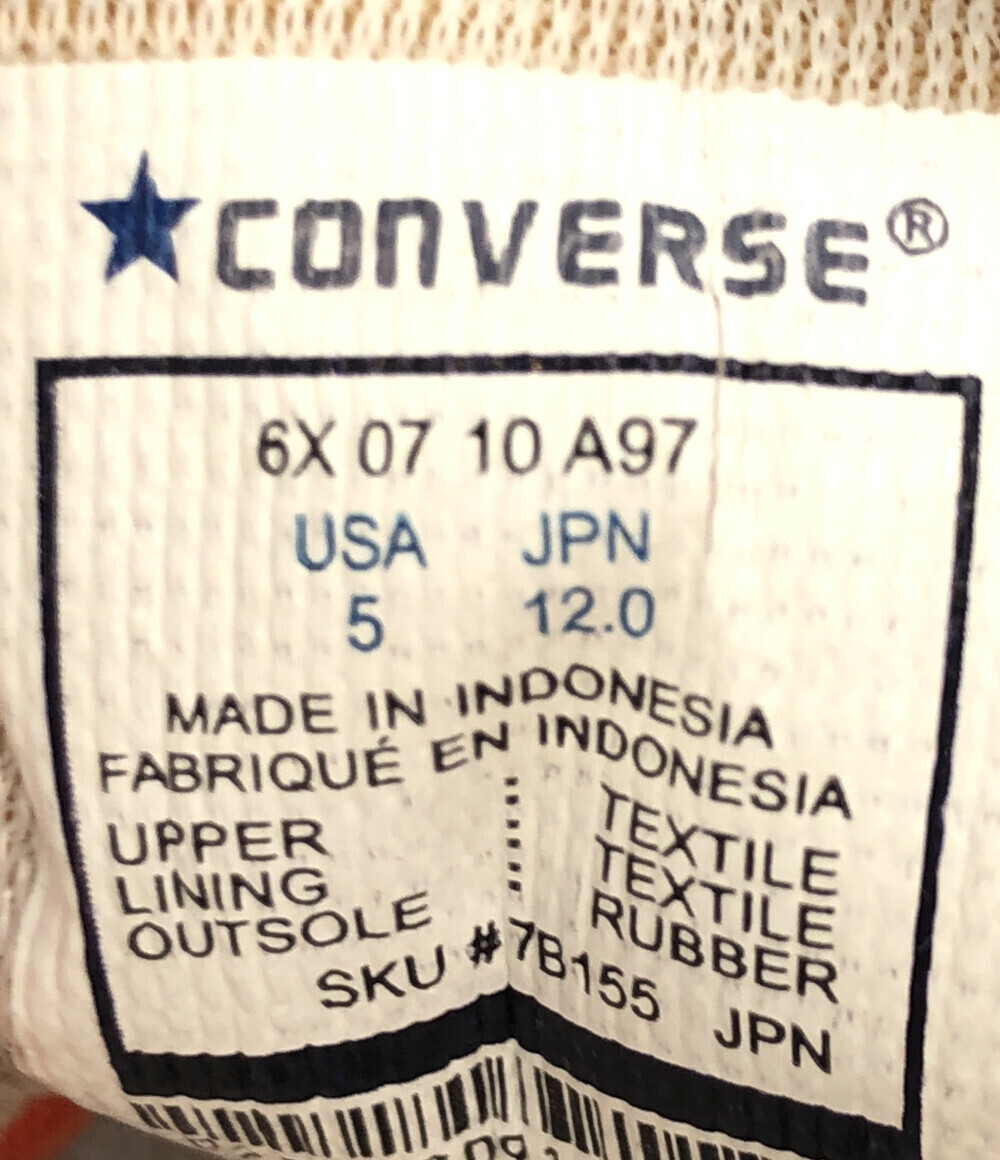 ★CONVERSE®
6X 07 10 A97
USA JPN
5 12.0
MADE IN INDONESIA
FABRIQUÉ EN INDONESIA
UPPER : TEXTILE
LINING : TEXTILE
OUTSOLE : RUBBER
SKU #7B155 JPN